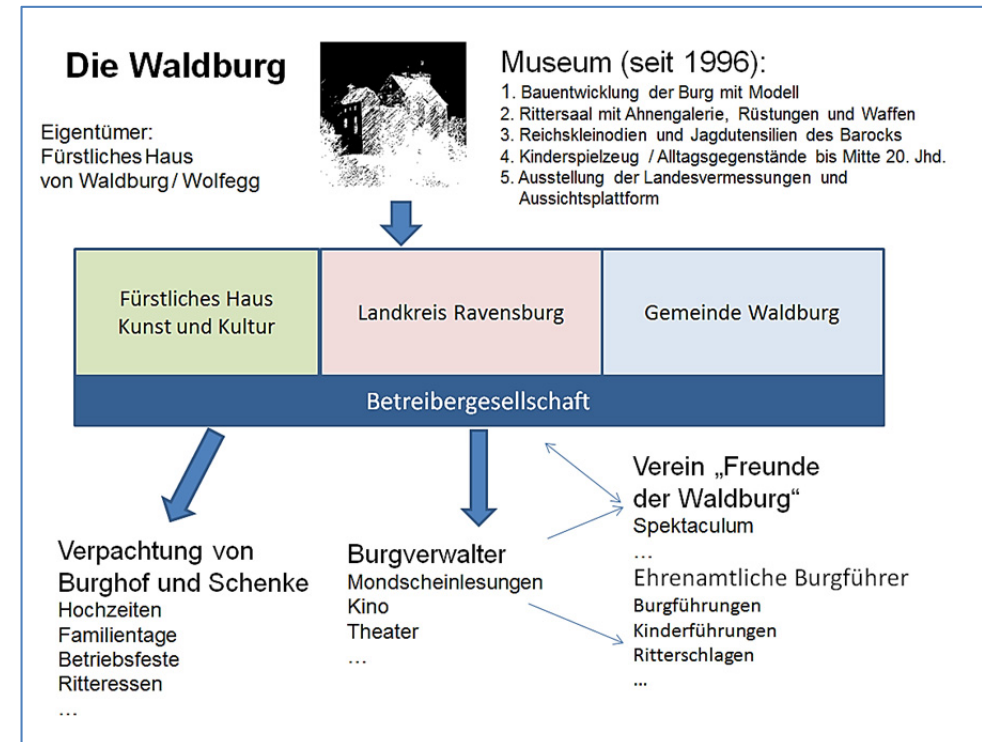 Die Waldburg
Eigentümer:
Fürstliches Haus
von Waldburg / Wolfegg
Museum (seit 1996):
1. Bauentwicklung der Burg mit Modell
2. Rittersaal mit Ahnengalerie, Rüstungen und Waffen
3. Reichskleinodien und Jagdutensilien des Barocks
4. Kinderspielzeug / Alltagsgegenstände bis Mitte 20. Jhd.
5. Ausstellung der Landesvermessungen und
Aussichtsplattform
Fürstliches Haus
Kunst und Kultur
Landkreis Ravensburg
Gemeinde Waldburg
Betreibergesellschaft
Verpachtung von
Burghof und Schenke
Hochzeiten
Familientage
Betriebsfeste
Ritteressen
…
Burgverwalter
Mondscheinlesungen
Kino
Theater
…
Verein „Freunde
der Waldburg“
Spektaculum
…
Ehrenamtliche Burgführer
Burgführungen
Kinderführungen
Ritterschlagen
…